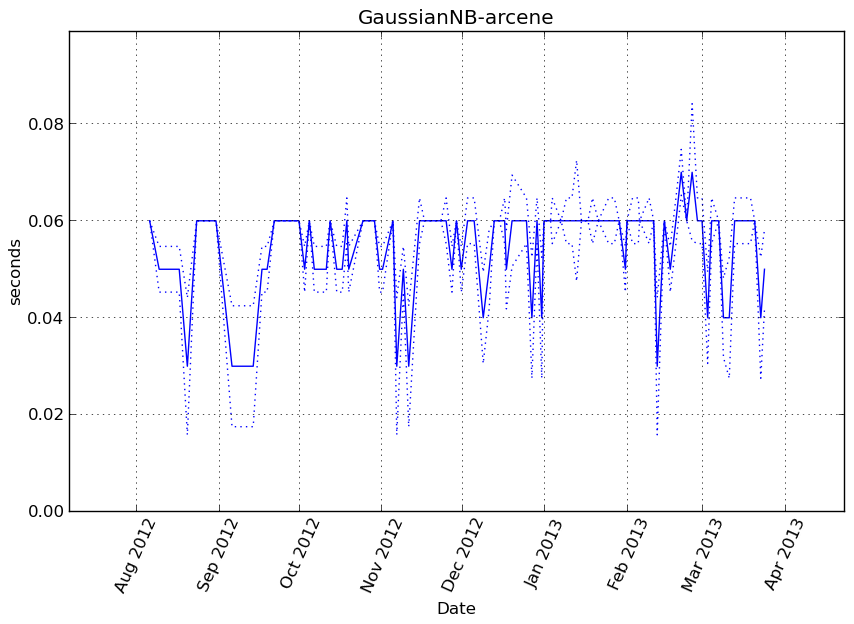 GaussianNB-arcene
seconds
0.08
0.06
0.04
0.02
0.00
Aug 2012
Sep 2012
Oct 2012
Nov 2012
Dec 2012
Jan 2013
Feb 2013
Mar 2013
Apr 2013
Date